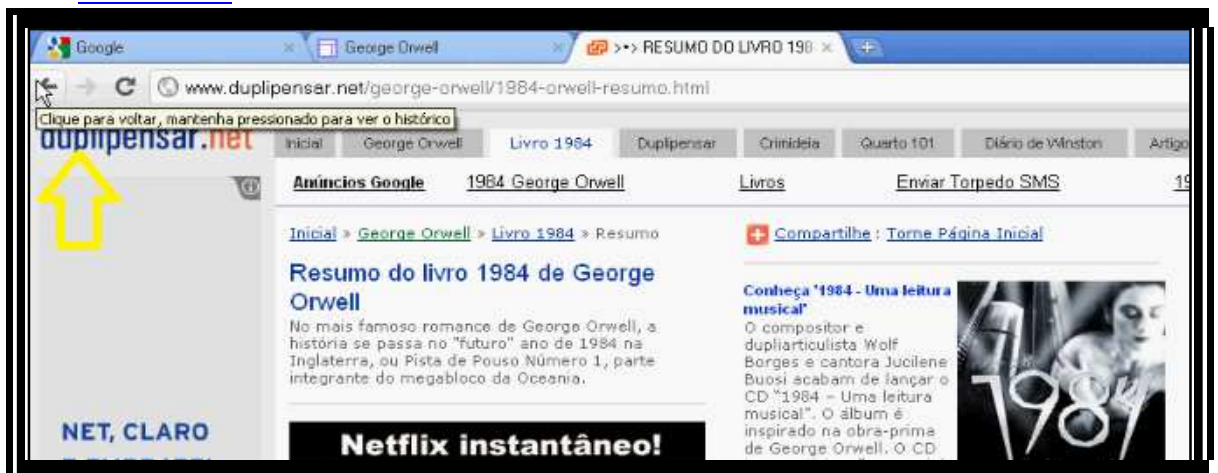 Google
George Orwell
>•> RESUMO DO LIVRO 198
www.duplipensar.net/george-orwell/1984-orwell-resumo.html
Clique para voltar, mantenha pressionado para ver o histórico
duplipensar.net
Inicial
George Orwell
Livro 1984
Duplipensar
Crimideia
Quarto 101
Diário de Winston
Artigo
Anúncios Google
1984 George Orwell
Livros
Enviar Torpedo SMS
19
Inicial » George Orwell » Livro 1984 » Resumo
Compartilhe : Torne Página Inicial
Resumo do livro 1984 de George
Orwell
No mais famoso romance de George Orwell, a
história se passa no "futuro" ano de 1984 na
Inglaterra, ou Pista de Pouso Número 1, parte
integrante do megabloco da Oceania.
Conheça '1984 - Uma leitura
musical'
O compositor e
dupliarticulista Wolf
Borges e cantora Jucilene
Buosi acabam de lançar o
CD "1984 – Uma leitura
musical". O álbum é
inspirado na obra-prima
de George Orwell. O CD
1984
NET, CLARO
Netflix instantâneo!